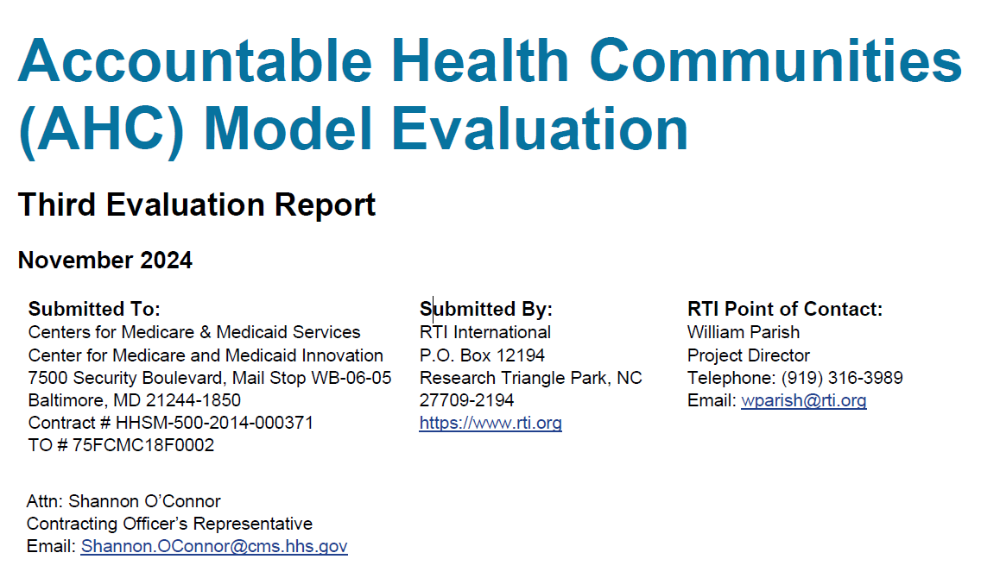 Accountable Health Communities
(AHC) Model Evaluation
Third Evaluation Report
November 2024
Submitted To:
Centers for Medicare & Medicaid Services
Center for Medicare and Medicaid Innovation
7500 Security Boulevard, Mail Stop WB-06-05
Baltimore, MD 21244-1850
Contract # HHSM-500-2014-000371
TO # 75FCMC18F0002
Submitted By:
RTI International
P.O. Box 12194
Research Triangle Park, NC
27709-2194
https://www.rti.org
RTI Point of Contact:
William Parish
Project Director
Telephone: (919) 316-3989
Email: wparish@rti.org
Attn: Shannon O’Connor
Contracting Officer’s Representative
Email: Shannon.OConnor@cms.hhs.gov